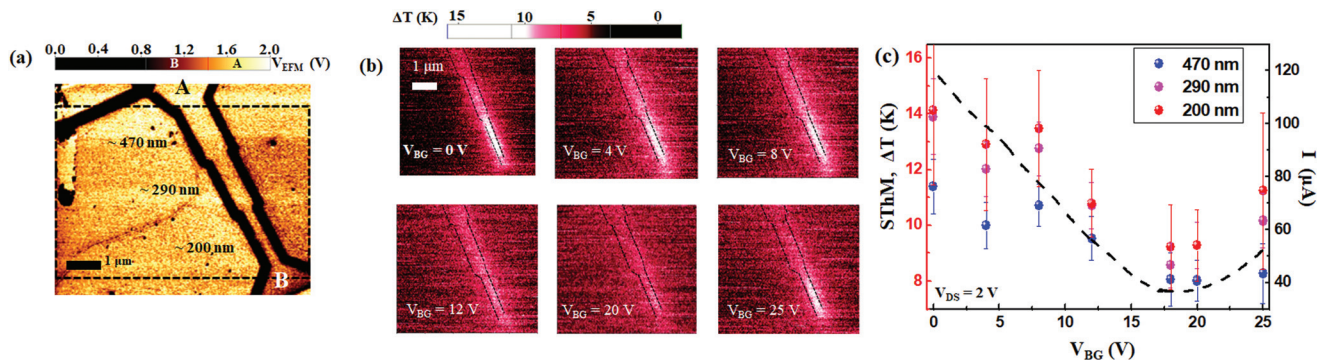 (a)
0.0 0.4 0.8 1.2 1.6 2.0 V_EFM (V)
B A
A
~ 470 nm
~ 290 nm
~ 200 nm
1 μm
B
(b)
ΔT (K) 15 10 5 0
1 μm
V_BG = 0 V
V_BG = 4 V
V_BG = 8 V
V_BG = 12 V
V_BG = 20 V
V_BG = 25 V
(c)
SThM, ΔT (K)
16
14
12
10
8
470 nm
290 nm
200 nm
V_DS = 2 V
120
100
80
60
40
I (μA)
0 5 10 15 20 25
V_BG (V)